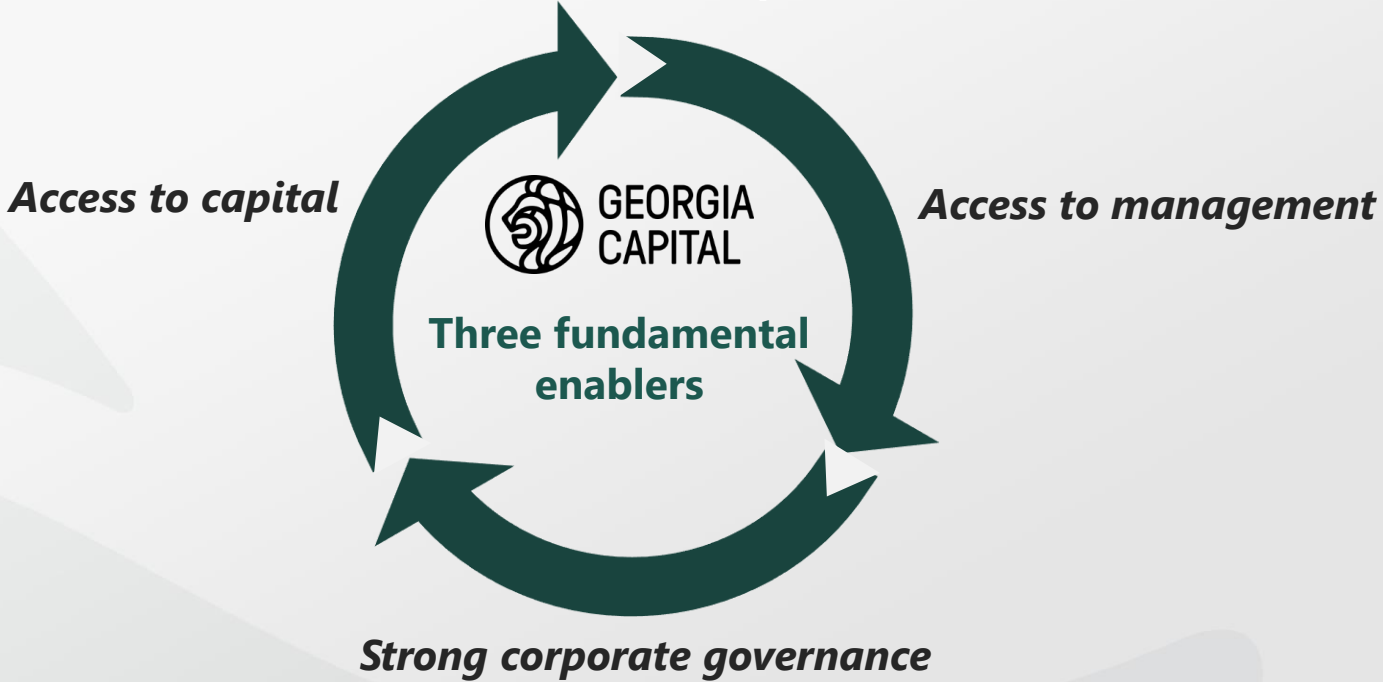 Access to capital
GEORGIA
CAPITAL
Access to management
Three fundamental
enablers
Strong corporate governance